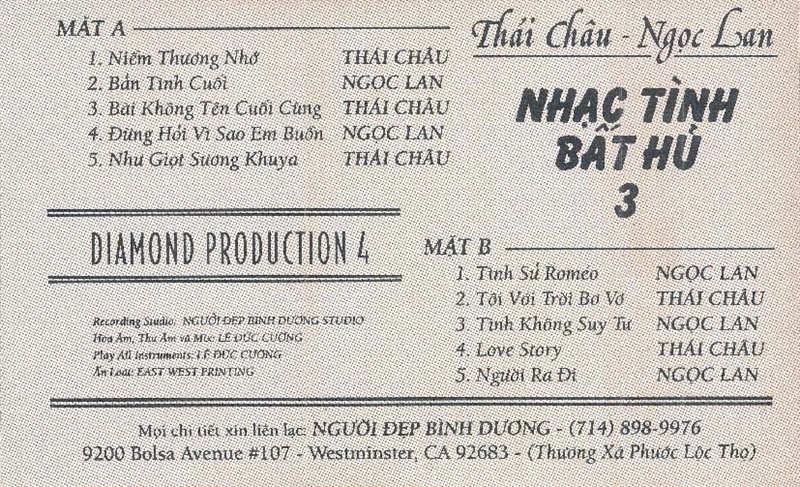 Thái Châu - Ngọc Lan
NHẠC TÌNH
BẤT HỦ
3
MẶT A
1. Niềm Thương Nhớ THÁI CHÂU
2. Bản Tình Cuối NGỌC LAN
3. Bài Không Tên Cuối Cùng THÁI CHÂU
4. Đừng Hỏi Vì Sao Em Buồn NGỌC LAN
5. Như Giọt Sương Khuya THÁI CHÂU
DIAMOND PRODUCTION 4
Recording Studio: NGƯỜI ĐẸP BÌNH DƯƠNG STUDIO
Hòa Âm, Thu Âm và Mix: LÊ ĐỨC CƯỜNG
Play All Instruments: LÊ ĐỨC CƯỜNG
Ấn Loát: EAST WEST PRINTING
MẶT B
1. Tình Sử Romeo NGỌC LAN
2. Tôi Với Trời Bơ Vơ THÁI CHÂU
3. Tình Không Suy Tư NGỌC LAN
4. Love Story THÁI CHÂU
5. Người Ra Đi NGỌC LAN
Mọi chi tiết xin liên lạc: NGƯỜI ĐẸP BÌNH DƯƠNG - (714) 898-9976
9200 Bolsa Avenue #107 - Westminster, CA 92683 - (Thương Xá Phước Lộc Thọ)